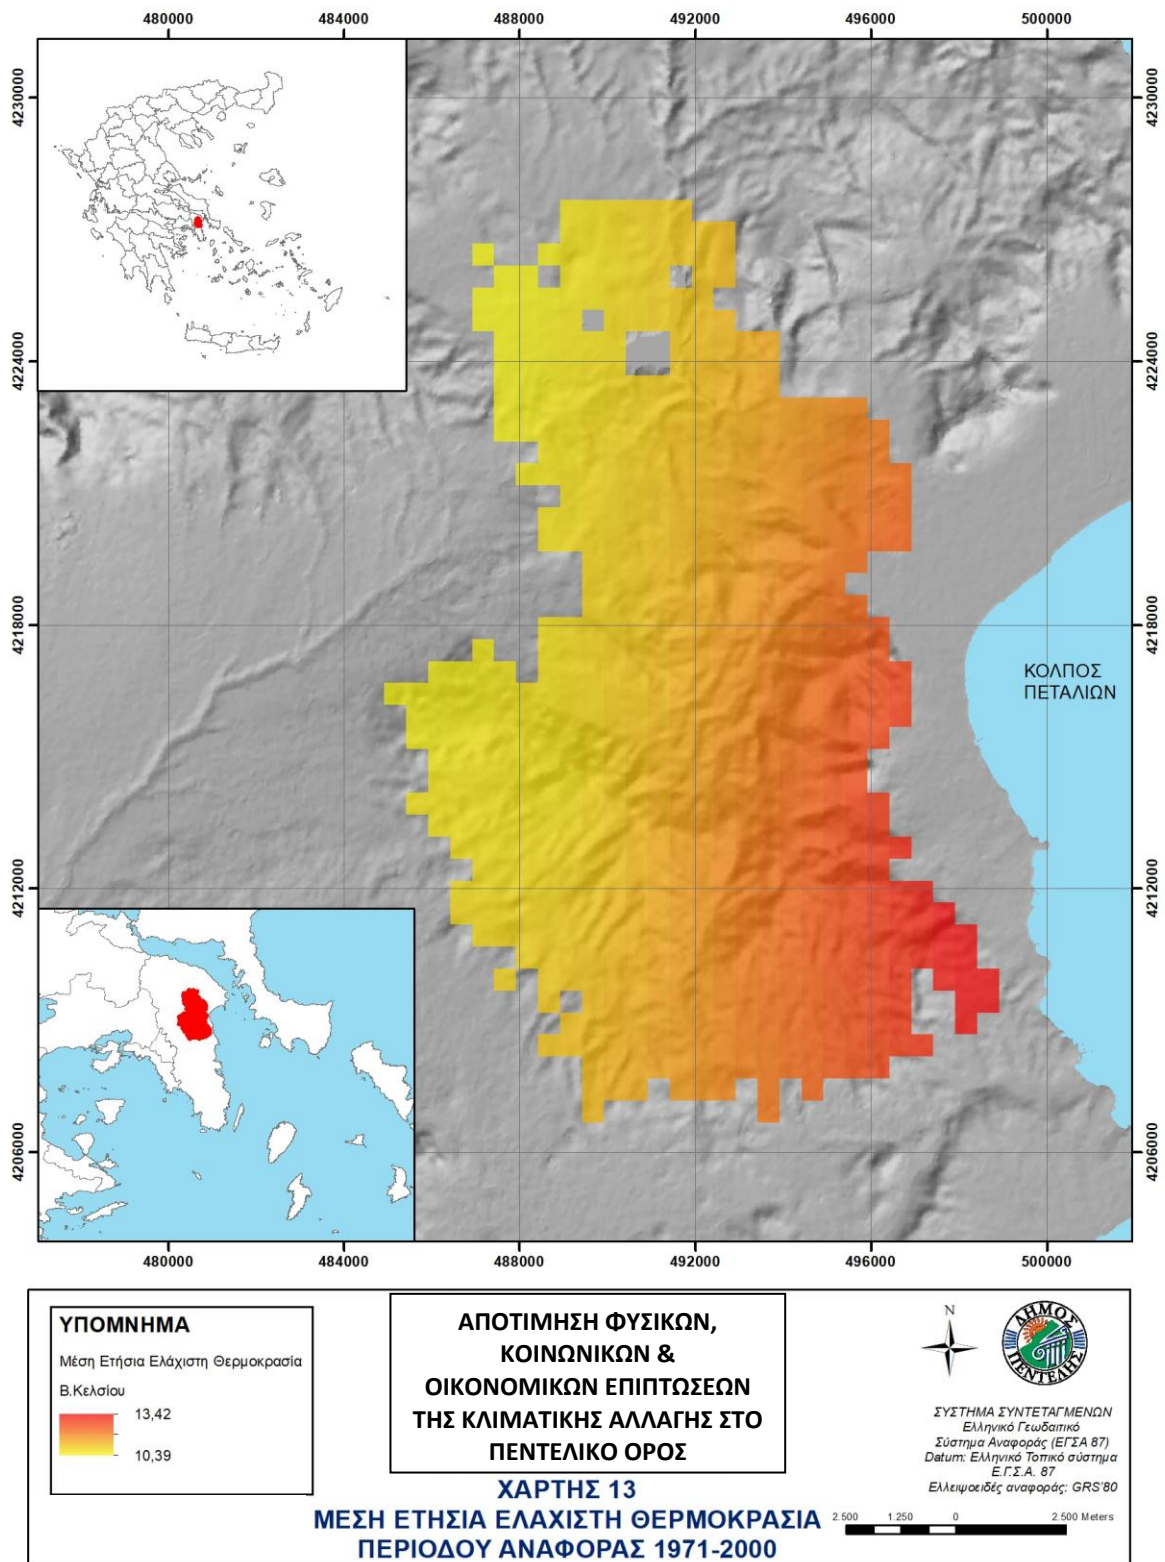 480000 484000 488000 492000 496000 500000
4230000 4230000
4224000 4224000
4218000 4218000
ΚΟΛΠΟΣ
ΠΕΤΑΛΙΩΝ
4212000 4212000
4206000 4206000
480000 484000 488000 492000 496000 500000
ΥΠΟΜΝΗΜΑ
Μέση Ετήσια Ελάχιστη Θερμοκρασία
Β.Κελσίου
13,42
10,39
ΑΠΟΤΙΜΗΣΗ ΦΥΣΙΚΩΝ,
ΚΟΙΝΩΝΙΚΩΝ &
ΟΙΚΟΝΟΜΙΚΩΝ ΕΠΙΠΤΩΣΕΩΝ
ΤΗΣ ΚΛΙΜΑΤΙΚΗΣ ΑΛΛΑΓΗΣ ΣΤΟ
ΠΕΝΤΕΛΙΚΟ ΟΡΟΣ
ΧΑΡΤΗΣ 13
ΜΕΣΗ ΕΤΗΣΙΑ ΕΛΑΧΙΣΤΗ ΘΕΡΜΟΚΡΑΣΙΑ
ΠΕΡΙΟΔΟΥ ΑΝΑΦΟΡΑΣ 1971-2000
N
ΔΗΜΟΣ
ΠΕΝΤΕΛΗΣ
ΣΥΣΤΗΜΑ ΣΥΝΤΕΤΑΓΜΕΝΩΝ
Ελληνικό Γεωδαιτικό
Σύστημα Αναφοράς (ΕΓΣΑ 87)
Datum: Ελληνικό Τοπικό σύστημα
Ε.Γ.Σ.Α. 87
Ελλειψοειδές αναφοράς: GRS'80
2.500 1.250 0 2.500 Meters